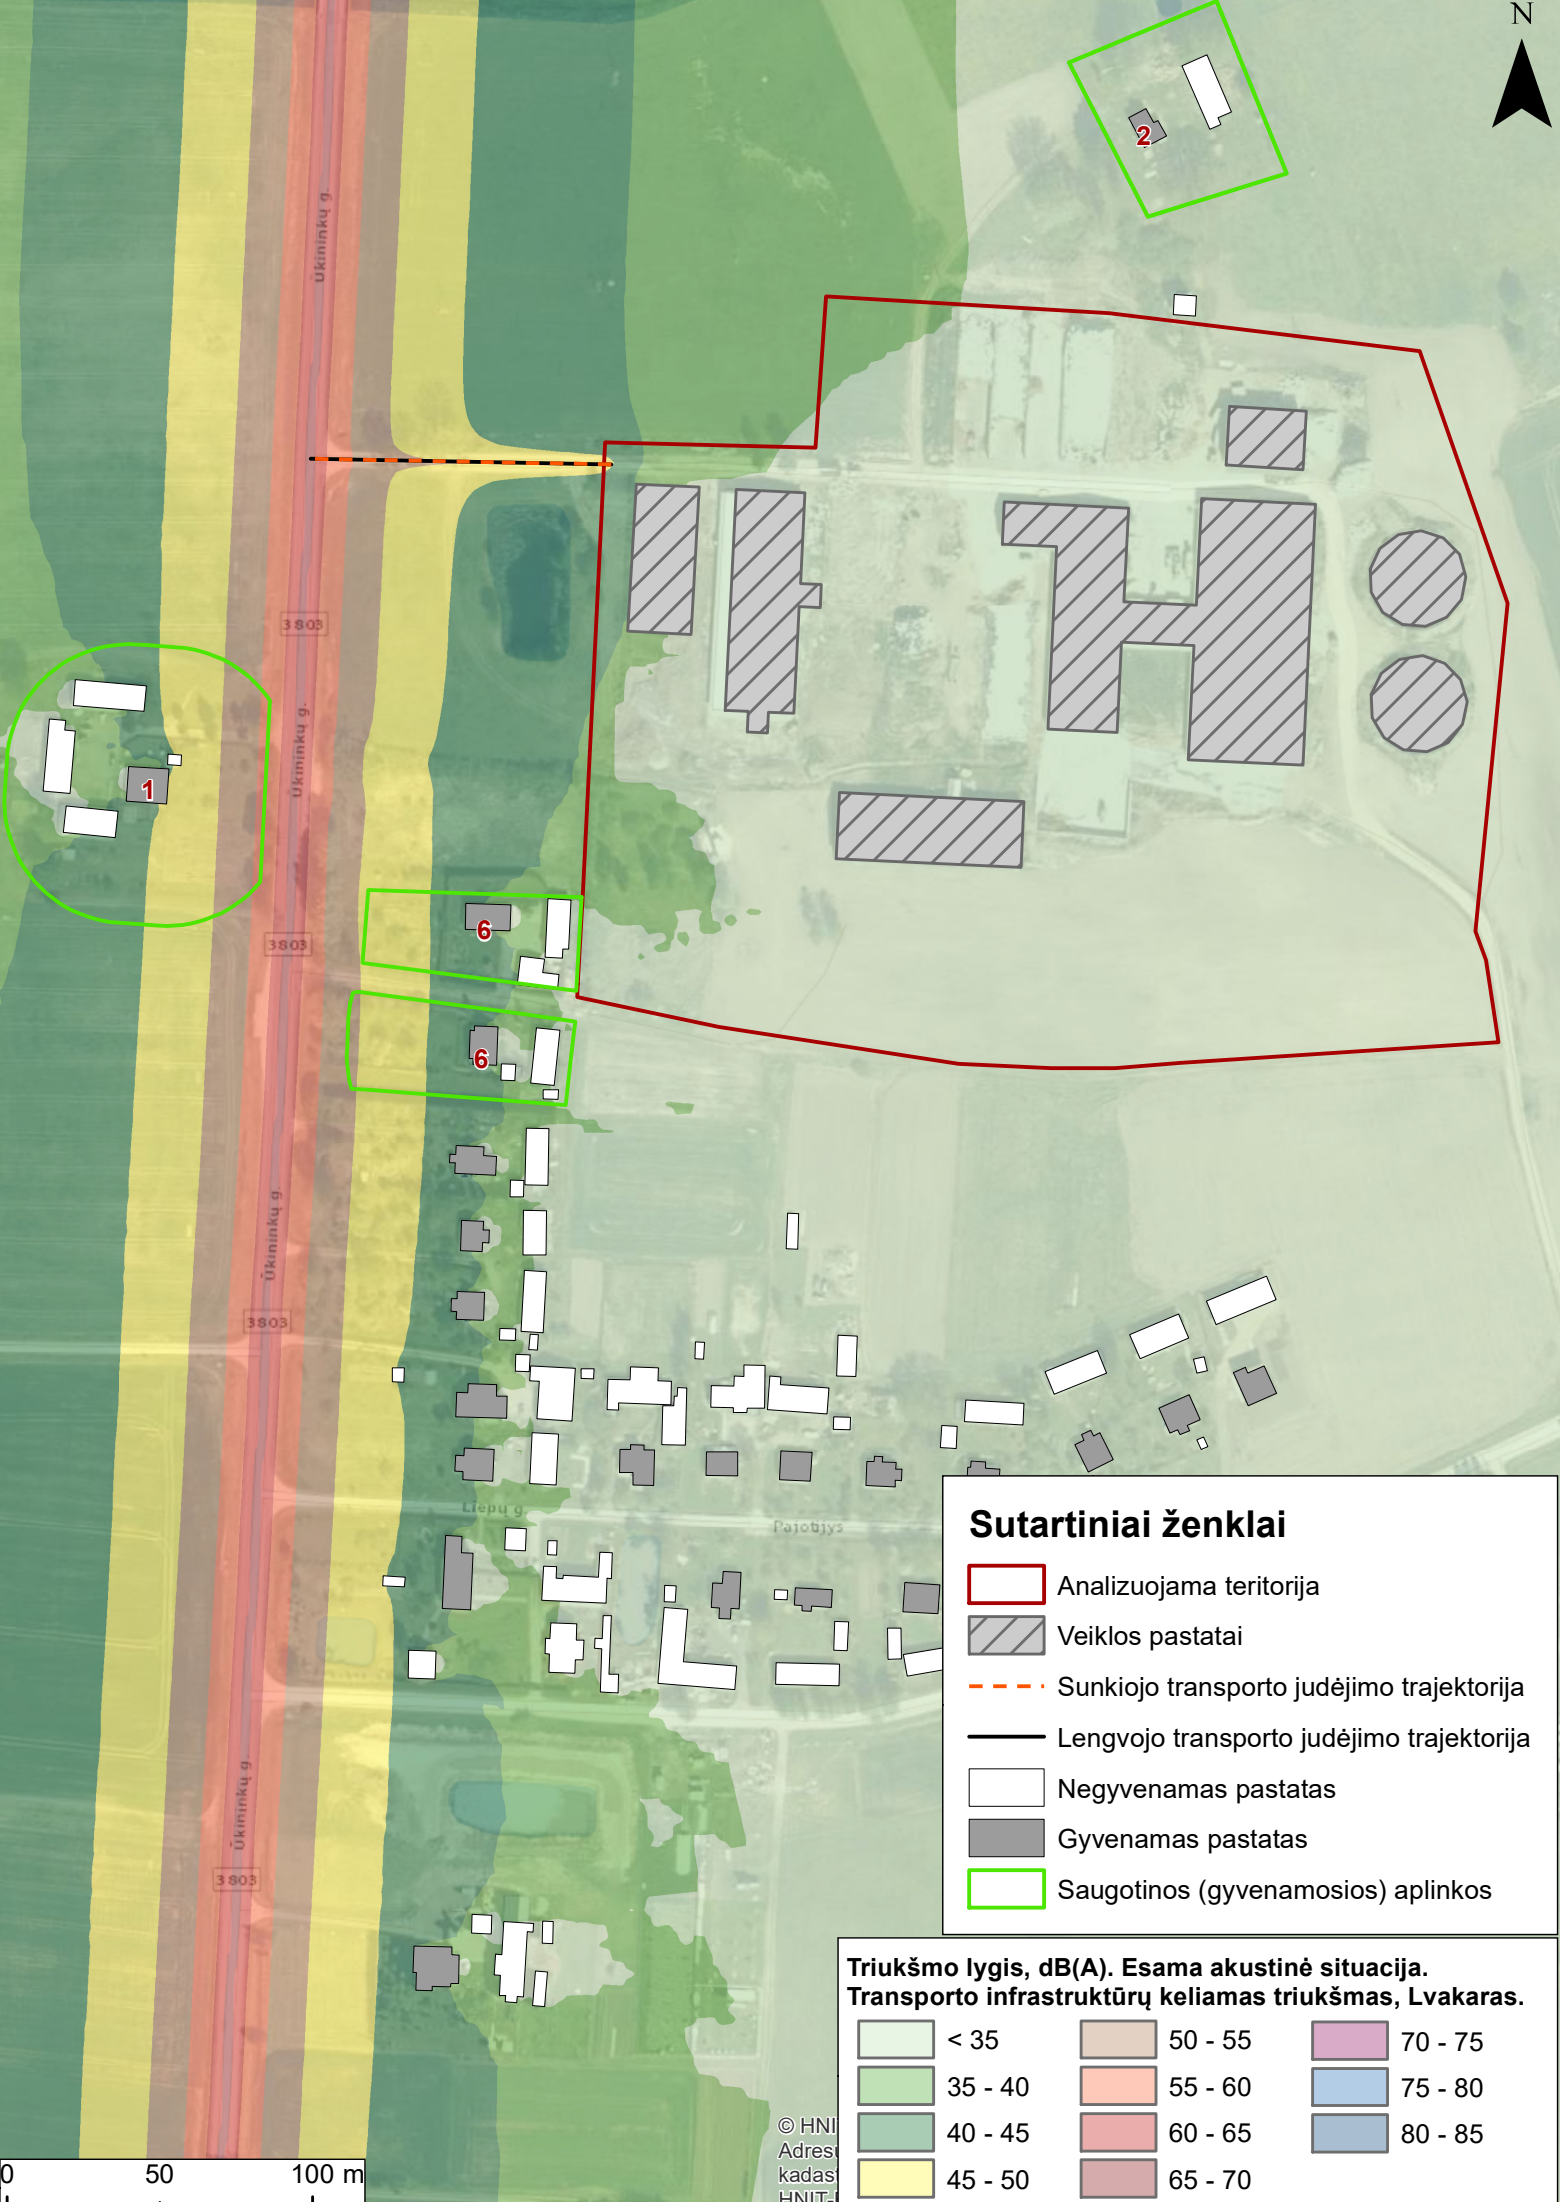 N
2
Ūkininkų g.
3803
Ūkininkų g.
1
6
3803
6
Ūkininkų g.
3803
Liepų g.
Pajotijys
Ūkininkų g.
3803
Sutartiniai ženklai
Analizuojama teritorija
Veiklos pastatai
Sunkiojo transporto judėjimo trajektorija
Lengvojo transporto judėjimo trajektorija
Negyvenamas pastatas
Gyvenamas pastatas
Saugotinos (gyvenamosios) aplinkos
Triukšmo lygis, dB(A). Esama akustinė situacija.
Transporto infrastruktūrų keliamas triukšmas, Lvakaras.
< 35
35 - 40
40 - 45
45 - 50
50 - 55
55 - 60
60 - 65
65 - 70
70 - 75
75 - 80
80 - 85
0 50 100 m
©